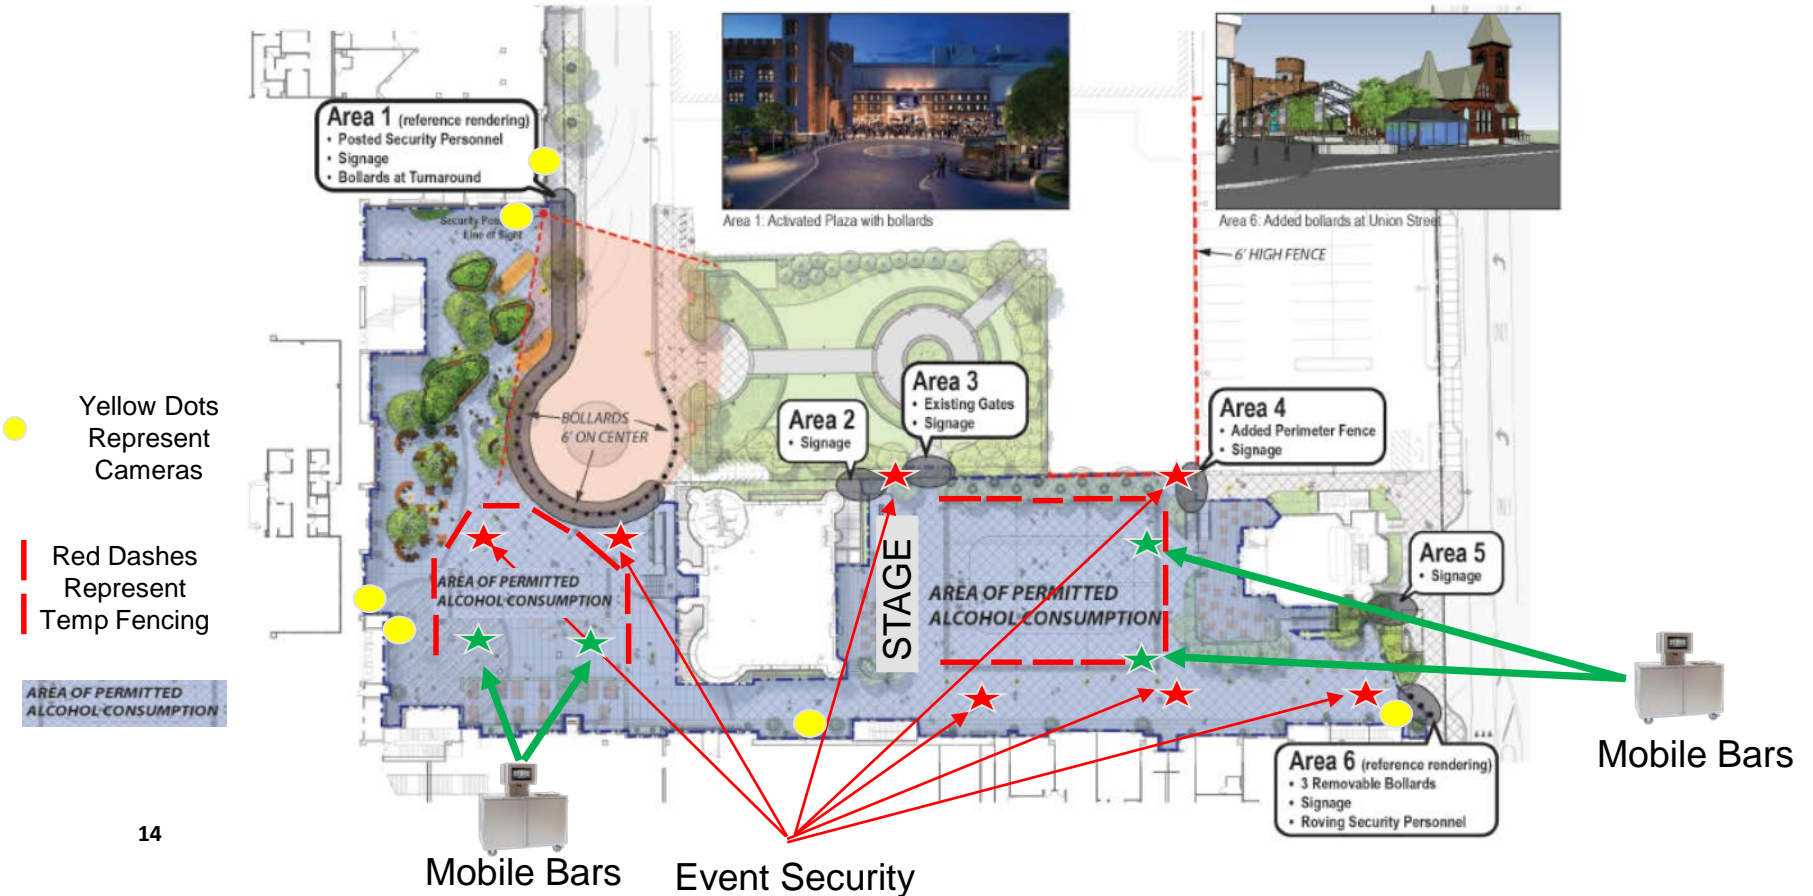 Area 1 (reference rendering)
• Posted Security Personnel
• Signage
• Bollards at Turnaround
Area 1: Activated Plaza with bollards
MGM
Area 6: Added bollards at Union Street
Security Pos
Line of Sight
6' HIGH FENCE
Yellow Dots
Represent
Cameras
BOLLARDS
6' ON CENTER
Area 2
• Signage
Area 3
• Existing Gates
• Signage
Area 4
• Added Perimeter Fence
• Signage
Red Dashes
Represent
Temp Fencing
AREA OF PERMITTED
ALCOHOL CONSUMPTION
STAGE
AREA OF PERMITTED
ALCOHOL CONSUMPTION
Area 5
• Signage
AREA OF PERMITTED
ALCOHOL CONSUMPTION
Area 6 (reference rendering)
• 3 Removable Bollards
• Signage
• Roving Security Personnel
Mobile Bars
14
Mobile Bars
Event Security